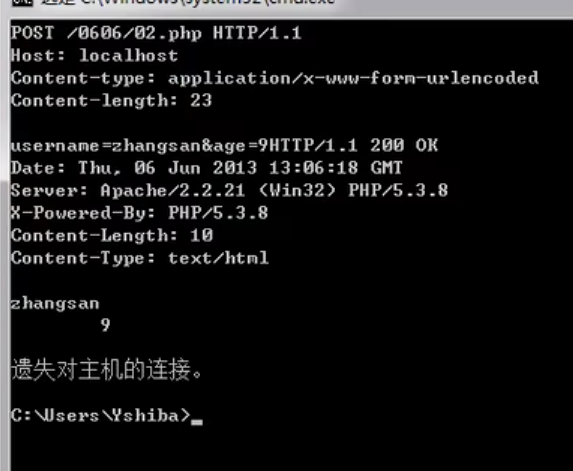 POST /0606/02.php HTTP/1.1
Host: localhost
Content-type: application/x-www-form-urlencoded
Content-length: 23
username=zhangsan&age=9HTTP/1.1 200 OK
Date: Thu, 06 Jun 2013 13:06:18 GMT
Server: Apache/2.2.21 (Win32) PHP/5.3.8
X-Powered-By: PHP/5.3.8
Content-Length: 10
Content-Type: text/html
zhangsan
9
遗失对主机的连接。
C:\Users\Yshiba>_